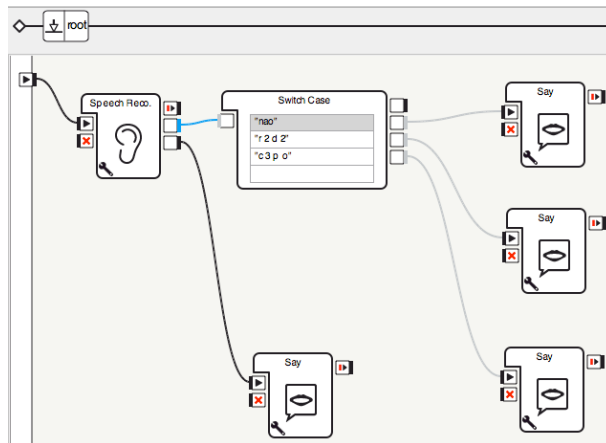 root
Speech Reco.
Switch Case
"nao"
"r 2 d 2"
"c 3 p o"
Say
Say
Say
Say